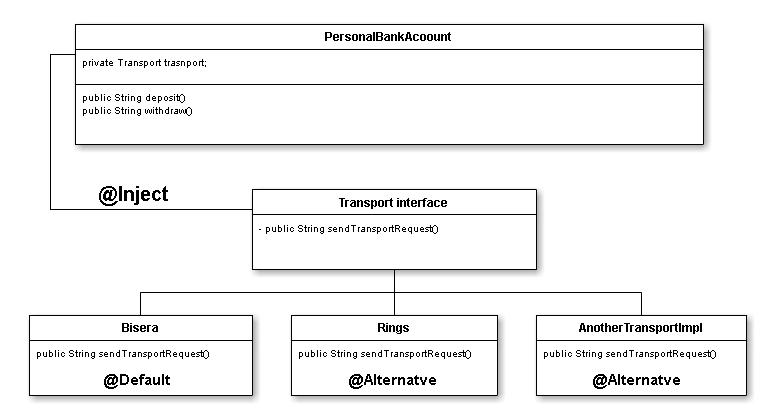 PersonalBankAcoount
private Transport trasnport;
public String deposit()
public String withdraw()
@Inject
Transport interface
- public String sendTransportRequest()
Bisera
public String sendTransportRequest()
@Default
Rings
public String sendTransportRequest()
@Alternatve
AnotherTransportImpl
public String sendTransportRequest()
@Alternatve